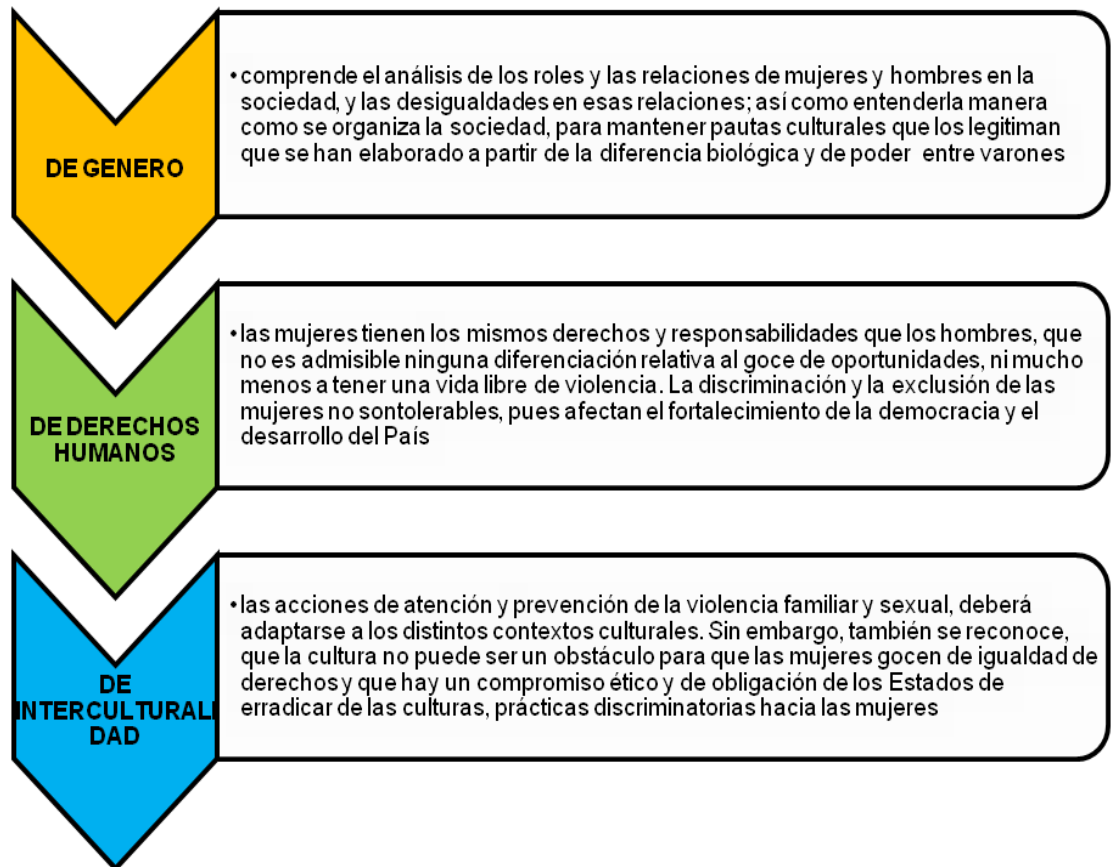 DE GENERO
•comprende el análisis de los roles y las relaciones de mujeres y hombres en la
sociedad, y las desigualdades en esas relaciones; así como entenderla manera
como se organiza la sociedad, para mantener pautas culturales que los legitiman
que se han elaborado a partir de la diferencia biológica y de poder entre varones
DE DERECHOS
HUMANOS
•las mujeres tienen los mismos derechos y responsabilidades que los hombres, que
no es admisible ninguna diferenciación relativa al goce de oportunidades, ni mucho
menos a tener una vida libre de violencia. La discriminación y la exclusión de las
mujeres no sontolerables, pues afectan el fortalecimiento de la democracia y el
desarrollo del País
DE
INTERCULTURALI
DAD
•las acciones de atención y prevención de la violencia familiar y sexual, deberá
adaptarse a los distintos contextos culturales. Sin embargo, también se reconoce,
que la cultura no puede ser un obstáculo para que las mujeres gocen de igualdad de
derechos y que hay un compromiso ético y de obligación de los Estados de
erradicar de las culturas, prácticas discriminatorias hacia las mujeres